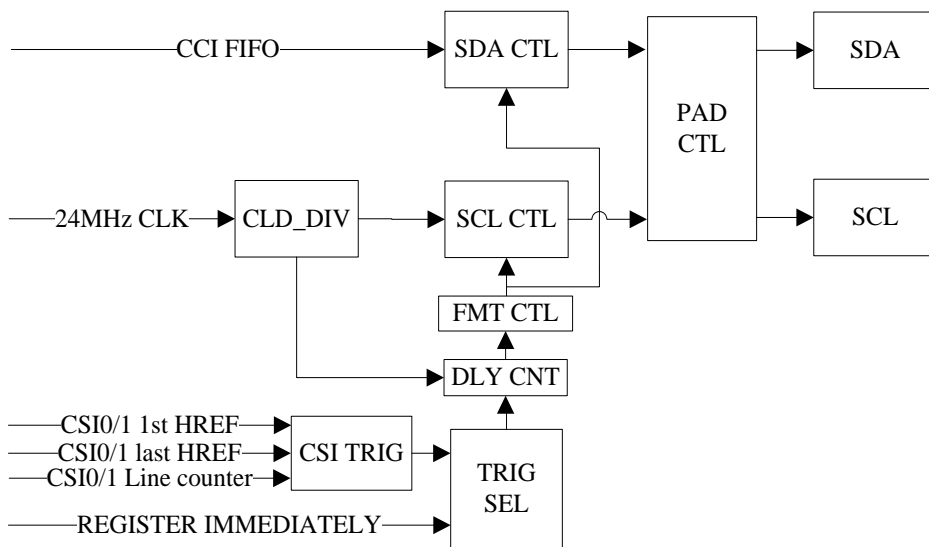 CCI FIFO
SDA CTL
PAD
CTL
SDA
24MHz CLK
CLD_DIV
SCL CTL
SCL
FMT CTL
DLY CNT
CSI0/1 1st HREF
CSI0/1 last HREF
CSI0/1 Line counter
CSI TRIG
TRIG
SEL
REGISTER IMMEDIATELY